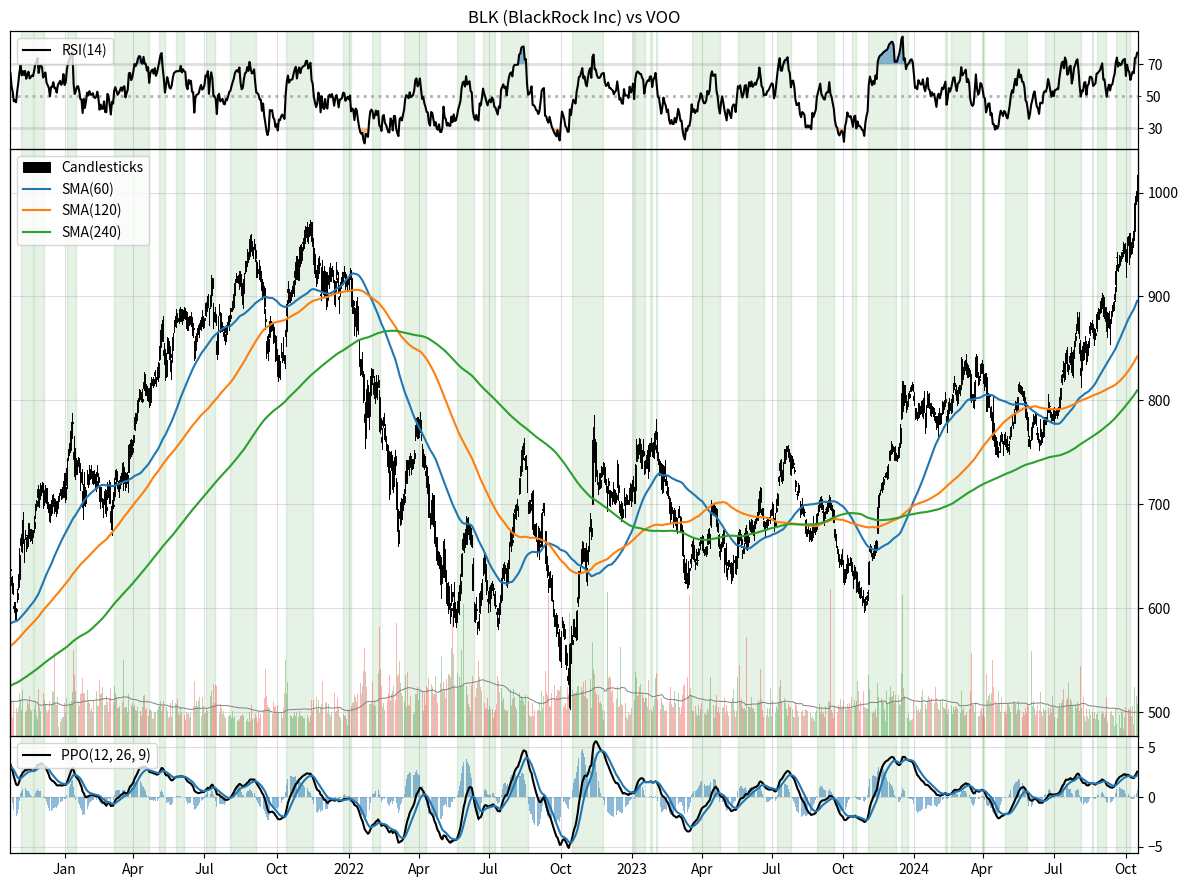 BLK (BlackRock Inc) vs VOO
RSI(14)
70
50
30
Candlesticks
SMA(60)
SMA(120)
SMA(240)
1000
900
800
700
600
500
PPO(12, 26, 9)
5
0
−5
Jan Apr Jul Oct 2022 Apr Jul Oct 2023 Apr Jul Oct 2024 Apr Jul Oct